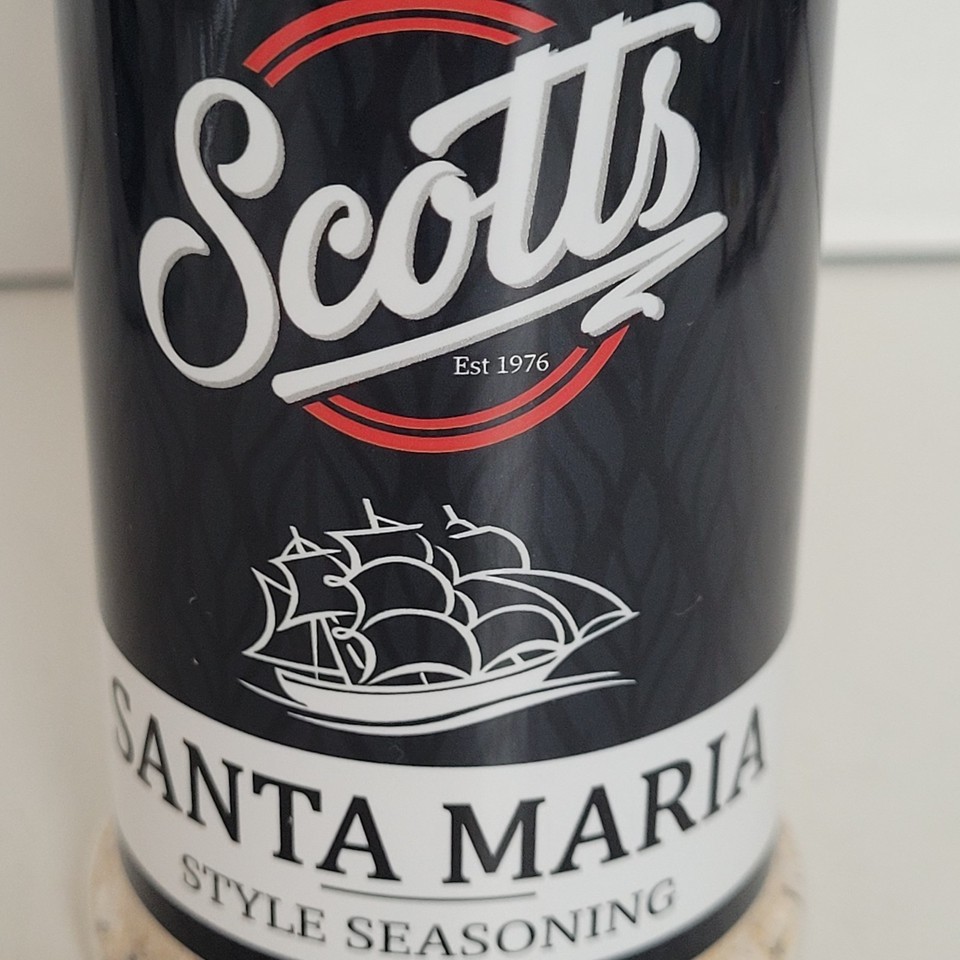 Scotts
Est 1976
SANTA MARIA
STYLE SEASONING